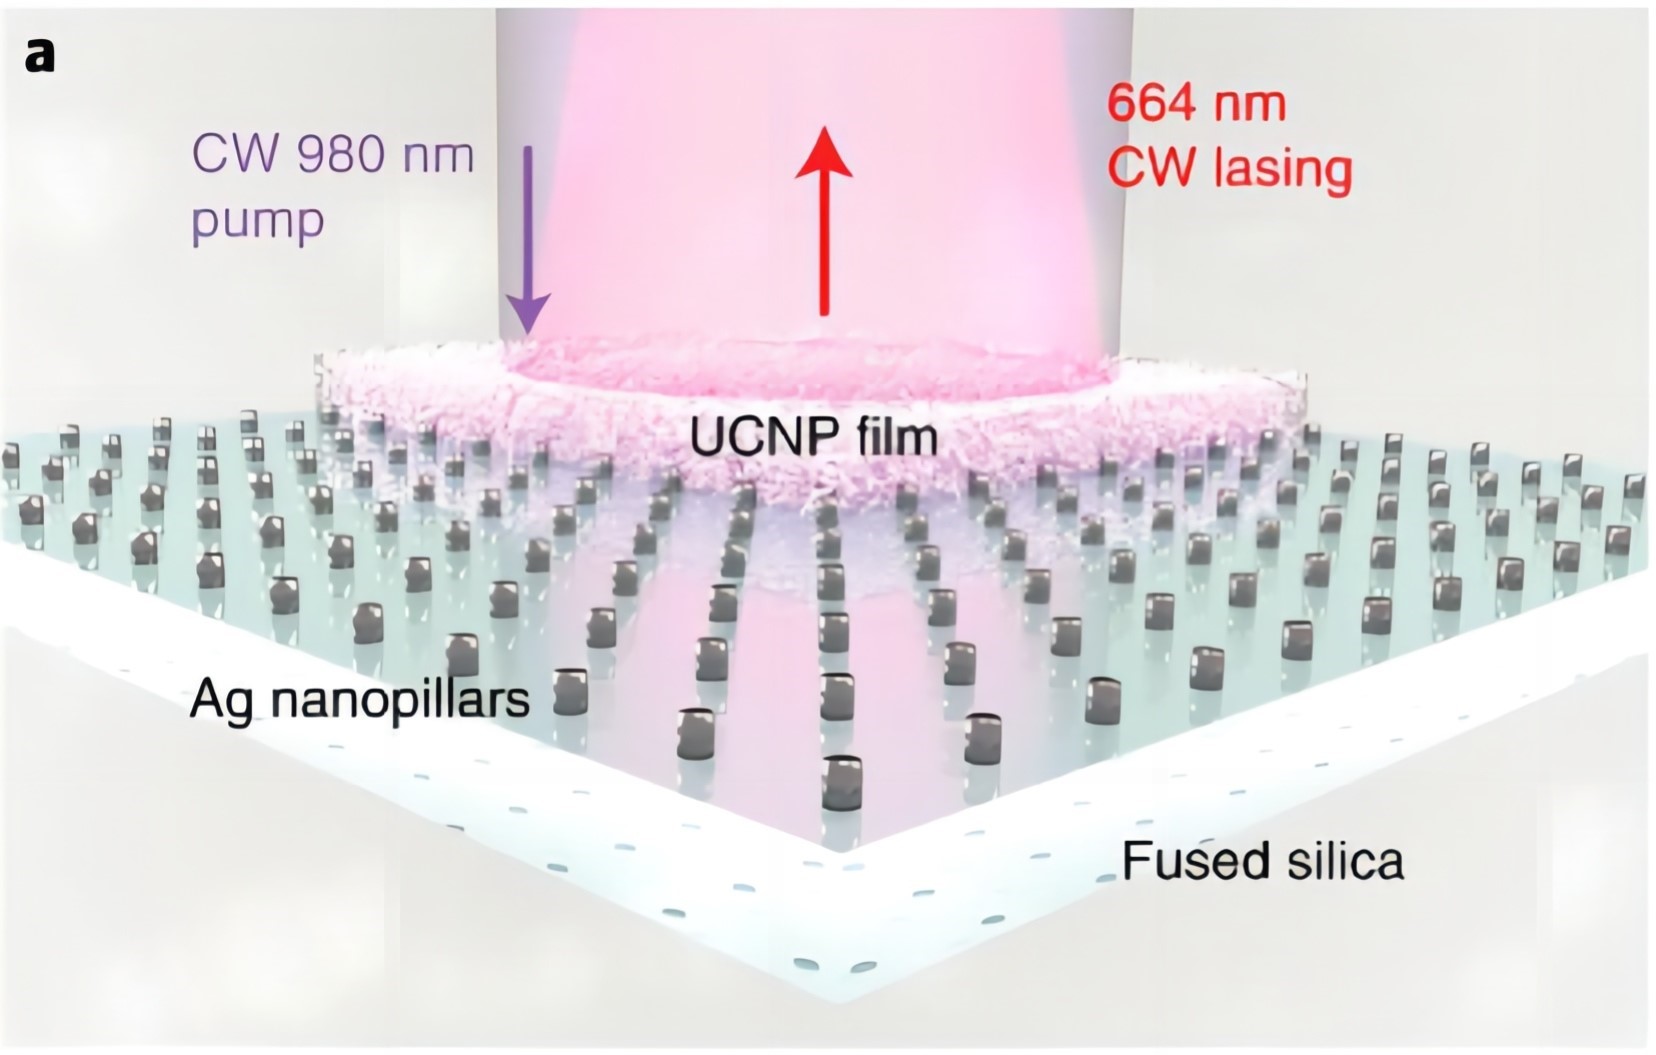 a
CW 980 nm
pump
664 nm
CW lasing
UCNP film
Ag nanopillars
Fused silica